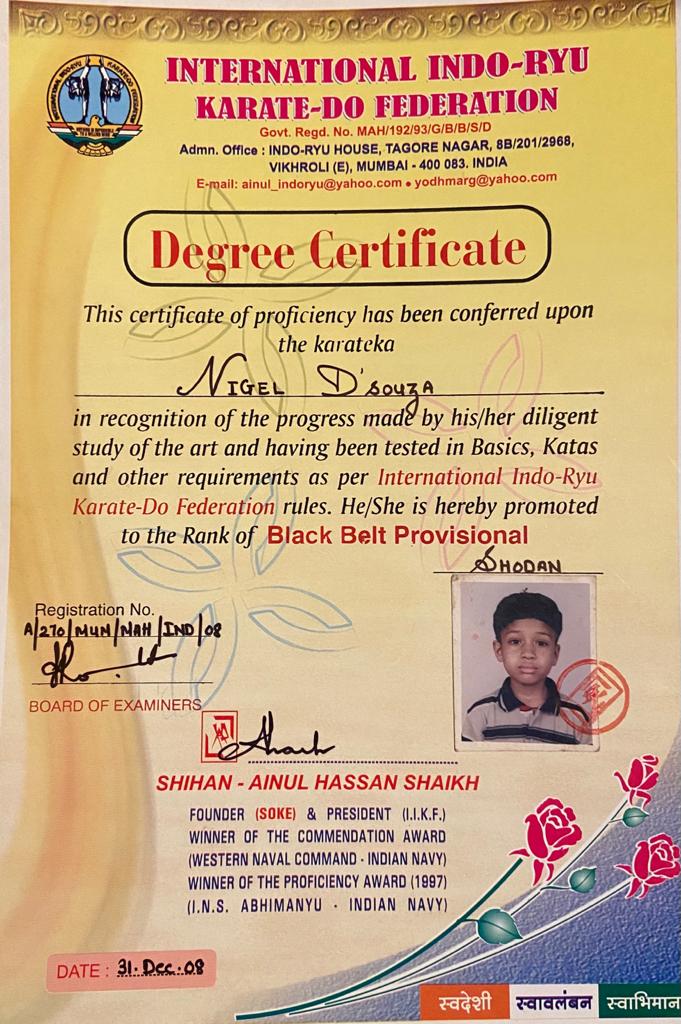 INTERNATIONAL INDO-RYU
KARATE-DO FEDERATION
Govt. Regd. No. MAH/192/93/G/B/B/S/D
Admn. Office : INDO-RYU HOUSE, TAGORE NAGAR, 8B/201/2968,
VIKHROLI (E), MUMBAI - 400 083. INDIA
E-mail: ainul_indoryu@yahoo.com • yodhmarg@yahoo.com
Degree Certificate
This certificate of proficiency has been conferred upon
the karateka
NIGEL D'SOUZA
in recognition of the progress made by his/her diligent
study of the art and having been tested in Basics, Katas
and other requirements as per International Indo-Ryu
Karate-Do Federation rules. He/She is hereby promoted
to the Rank of Black Belt Provisional
SHODAN
Registration No.
A/270/MUM/MAH/IND/08
BOARD OF EXAMINERS
SHIHAN - AINUL HASSAN SHAIKH
FOUNDER (SOKE) & PRESIDENT (I.I.K.F.)
WINNER OF THE COMMENDATION AWARD
(WESTERN NAVAL COMMAND - INDIAN NAVY)
WINNER OF THE PROFICIENCY AWARD (1997)
(I.N.S. ABHIMANYU - INDIAN NAVY)
DATE : 31. Dec. 08
स्वदेशी स्वावलंबन स्वाभिमान